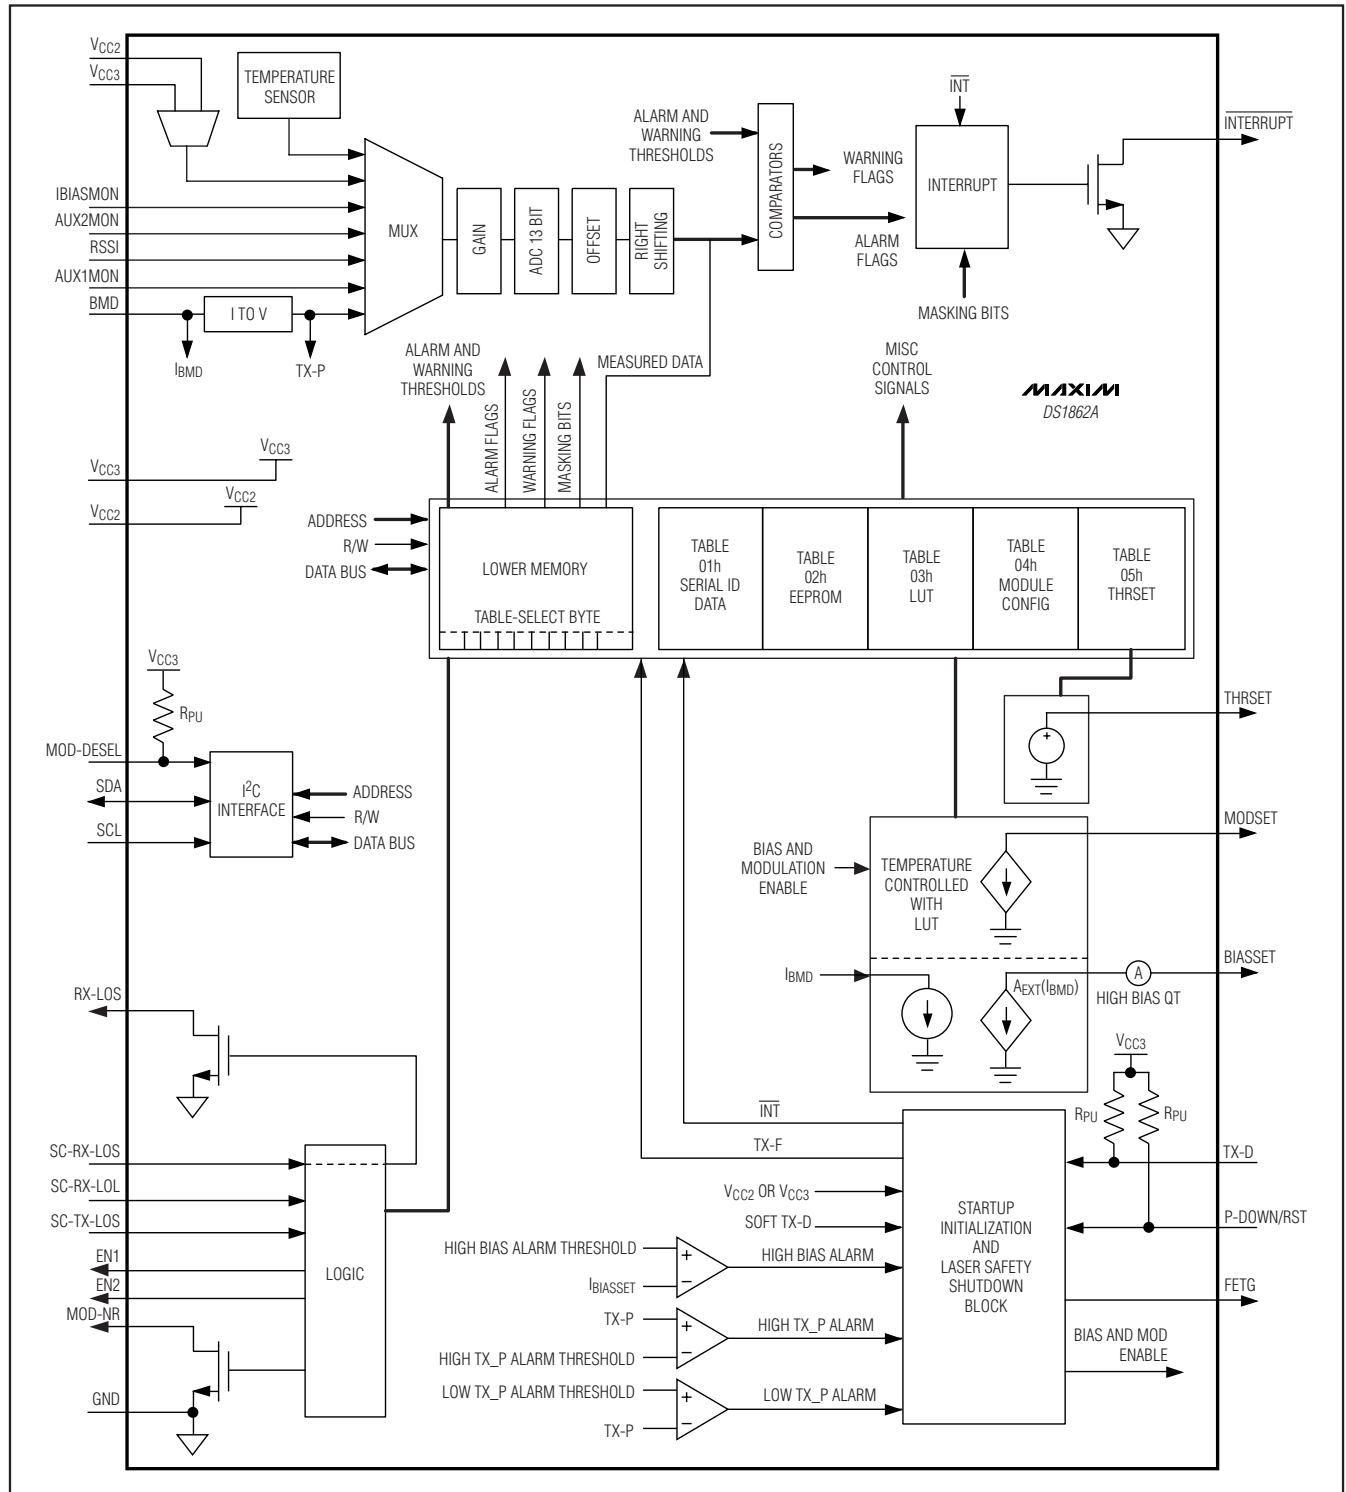 VCC2
VCC3
TEMPERATURE
SENSOR
IBIASMON
AUX2MON
RSSI
AUX1MON
BMD
I TO V
IBMD
TX-P
MUX
GAIN
ADC 13 BIT
OFFSET
RIGHT
SHIFTING
ALARM AND
WARNING
THRESHOLDS
COMPARATORS
WARNING
FLAGS
ALARM
FLAGS
INT
INTERRUPT
MASKING BITS
INTERRUPT
ALARM AND
WARNING
THRESHOLDS
ALARM FLAGS
WARNING FLAGS
MASKING BITS
MEASURED DATA
MISC
CONTROL
SIGNALS
MAXIM
DS1862A
VCC3
VCC3
VCC2
VCC2
ADDRESS
R/W
DATA BUS
LOWER MEMORY
TABLE-SELECT BYTE
TABLE
01h
SERIAL ID
DATA
TABLE
02h
EEPROM
TABLE
03h
LUT
TABLE
04h
MODULE
CONFIG
TABLE
05h
THRSET
VCC3
RPU
MOD-DESEL
SDA
SCL
I2C
INTERFACE
ADDRESS
R/W
DATA BUS
THRSET
MODSET
BIAS AND
MODULATION
ENABLE
TEMPERATURE
CONTROLLED
WITH
LUT
IBMD
AEXT(IBMD)
A
HIGH BIAS QT
BIASSET
RX-LOS
SC-RX-LOS
SC-RX-LOL
SC-TX-LOS
EN1
EN2
MOD-NR
GND
LOGIC
INT
TX-F
VCC2 OR VCC3
SOFT TX-D
HIGH BIAS ALARM THRESHOLD
IBIASSET
HIGH BIAS ALARM
TX-P
HIGH TX_P ALARM THRESHOLD
HIGH TX_P ALARM
LOW TX_P ALARM THRESHOLD
TX-P
LOW TX_P ALARM
STARTUP
INITIALIZATION
AND
LASER SAFETY
SHUTDOWN
BLOCK
VCC3
RPU
RPU
TX-D
P-DOWN/RST
FETG
BIAS AND MOD
ENABLE